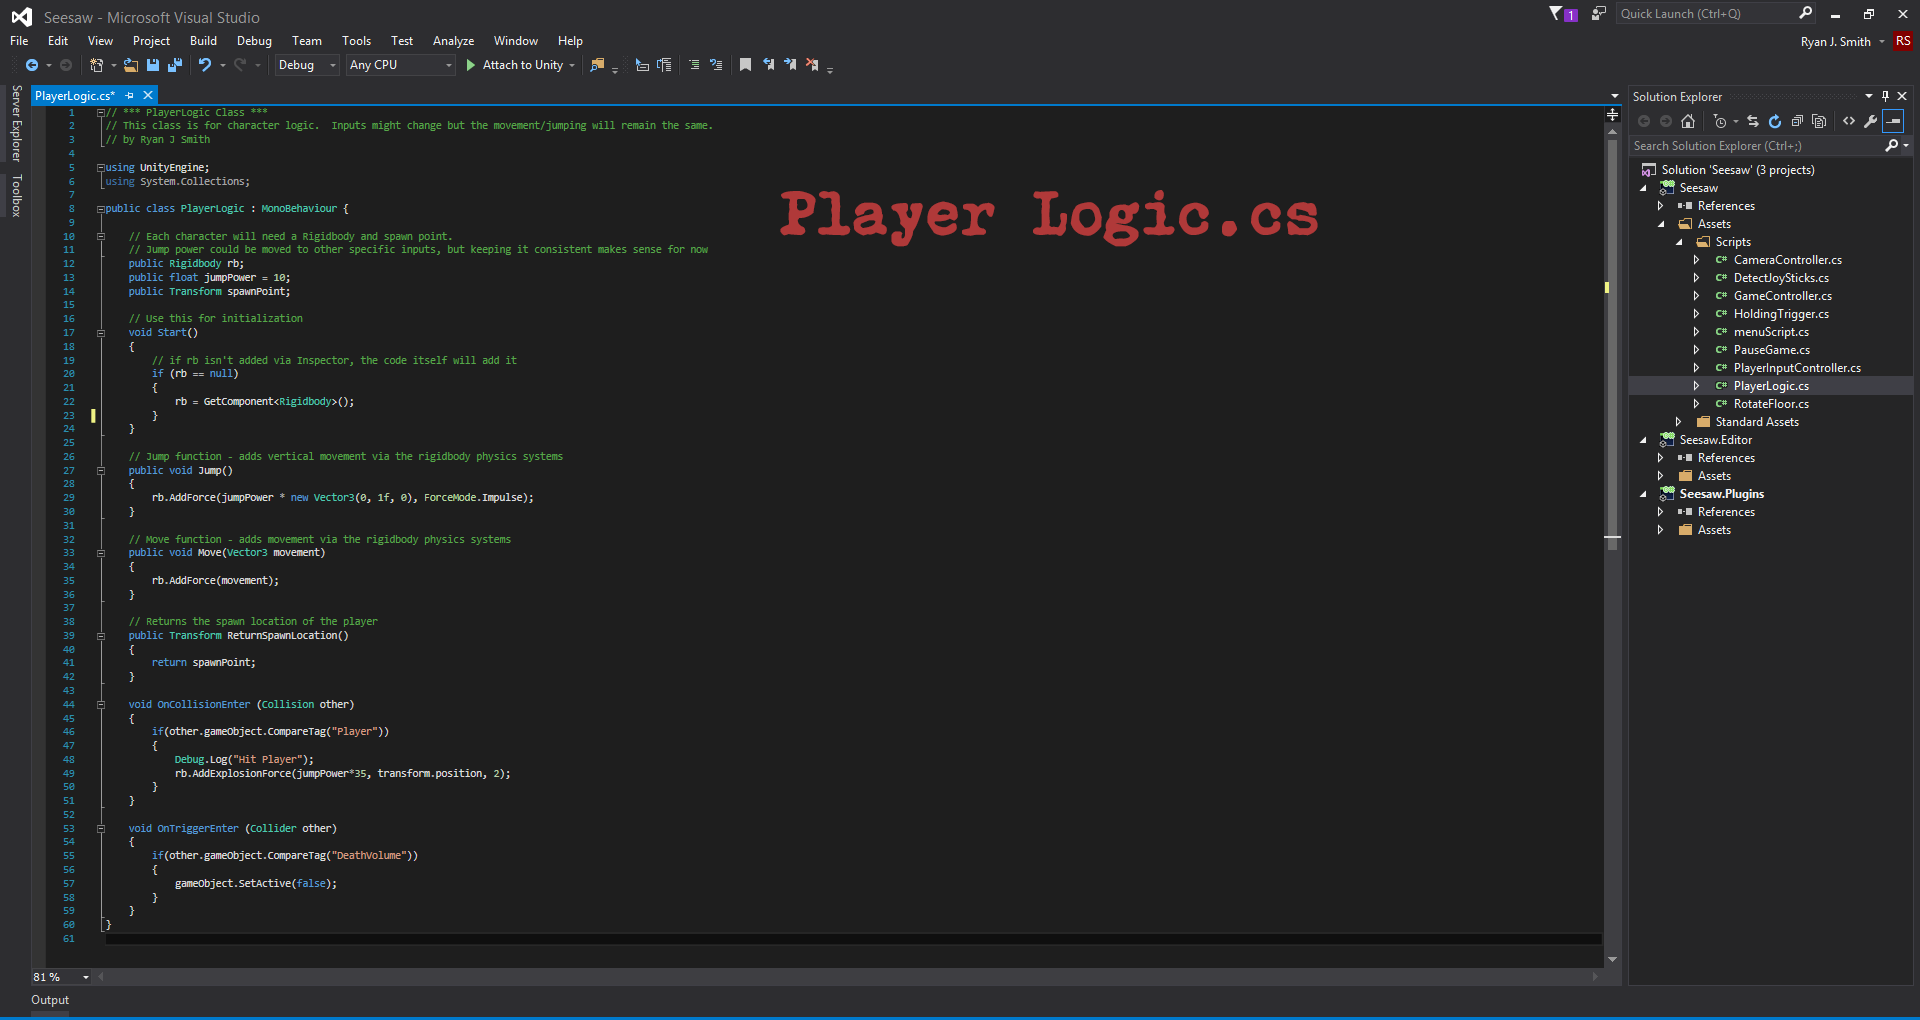 Seesaw - Microsoft Visual Studio
1
Quick Launch (Ctrl+Q)
File Edit View Project Build Debug Team Tools Test Analyze Window Help
Ryan J. Smith RS
Debug Any CPU Attach to Unity
Server Explorer
Toolbox
PlayerLogic.cs*
1 // *** PlayerLogic Class ***
2 // This class is for character logic.  Inputs might change but the movement/jumping will remain the same.
3 // by Ryan J Smith
4
5 using UnityEngine;
6 using System.Collections;
7
8 public class PlayerLogic : MonoBehaviour {
9
10     // Each character will need a Rigidbody and spawn point.
11     // Jump power could be moved to other specific inputs, but keeping it consistent makes sense for now
12     public Rigidbody rb;
13     public float jumpPower = 10;
14     public Transform spawnPoint;
15
16     // Use this for initialization
17     void Start()
18     {
19         // if rb isn't added via Inspector, the code itself will add it
20         if (rb == null)
21         {
22             rb = GetComponent<Rigidbody>();
23         }
24     }
25
26     // Jump function - adds vertical movement via the rigidbody physics systems
27     public void Jump()
28     {
29         rb.AddForce(jumpPower * new Vector3(0, 1f, 0), ForceMode.Impulse);
30     }
31
32     // Move function - adds movement via the rigidbody physics systems
33     public void Move(Vector3 movement)
34     {
35         rb.AddForce(movement);
36     }
37
38     // Returns the spawn location of the player
39     public Transform ReturnSpawnLocation()
40     {
41         return spawnPoint;
42     }
43
44     void OnCollisionEnter (Collision other)
45     {
46         if(other.gameObject.CompareTag("Player"))
47         {
48             Debug.Log("Hit Player");
49             rb.AddExplosionForce(jumpPower*35, transform.position, 2);
50         }
51     }
52
53     void OnTriggerEnter (Collider other)
54     {
55         if(other.gameObject.CompareTag("DeathVolume"))
56         {
57             gameObject.SetActive(false);
58         }
59     }
60 }
61
Player Logic.cs
81 %
Output
Solution Explorer
Search Solution Explorer (Ctrl+;)
Solution 'Seesaw' (3 projects)
Seesaw
References
Assets
Scripts
C# CameraController.cs
C# DetectJoySticks.cs
C# GameController.cs
C# HoldingTrigger.cs
C# menuScript.cs
C# PauseGame.cs
C# PlayerInputController.cs
C# PlayerLogic.cs
C# RotateFloor.cs
Standard Assets
Seesaw.Editor
References
Assets
Seesaw.Plugins
References
Assets